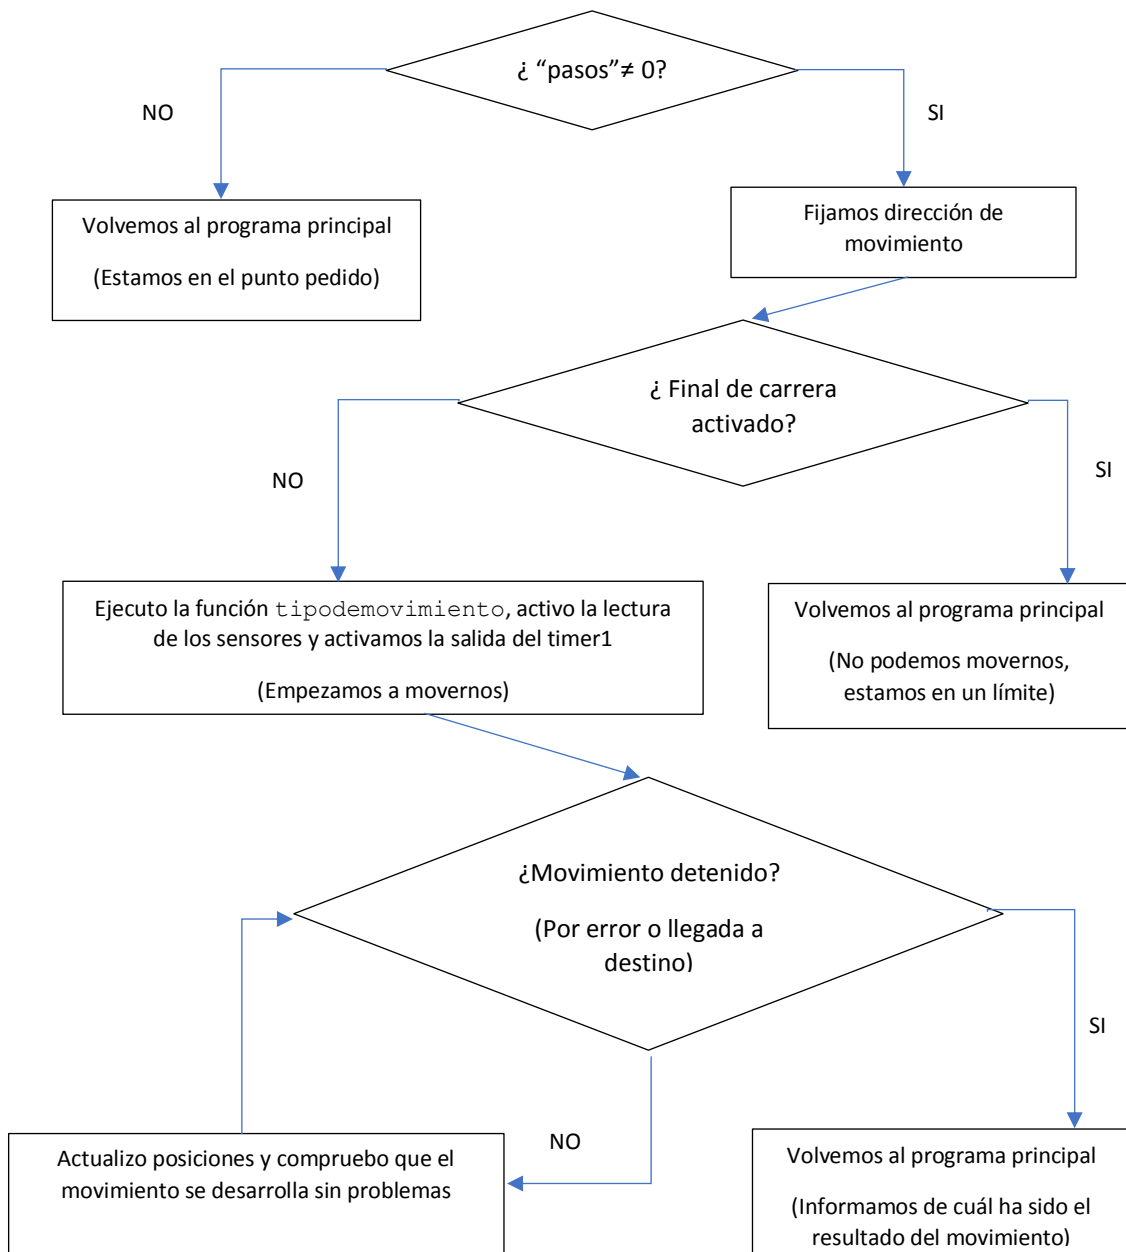 ¿ “pasos”≠ 0?
NO
SI
Volvemos al programa principal
(Estamos en el punto pedido)
Fijamos dirección de
movimiento
¿ Final de carrera
activado?
NO
SI
Ejecuto la función tipodemovimiento, activo la lectura
de los sensores y activamos la salida del timer1
(Empezamos a movernos)
Volvemos al programa principal
(No podemos movernos,
estamos en un límite)
¿Movimiento detenido?
(Por error o llegada a
destino)
SI
NO
Actualizo posiciones y compruebo que el
movimiento se desarrolla sin problemas
Volvemos al programa principal
(Informamos de cuál ha sido el
resultado del movimiento)